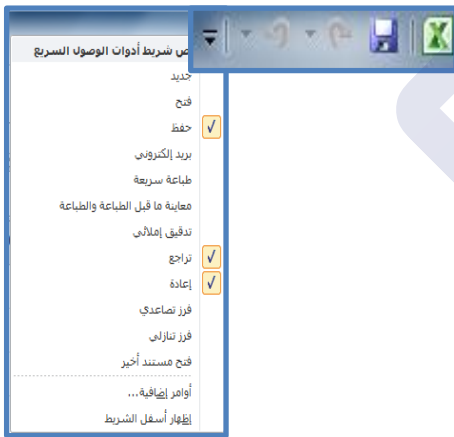 ص شريط أدوات الوصول السريع
جديد
فتح
حفظ
بريد إلكتروني
طباعة سريعة
معاينة ما قبل الطباعة والطباعة
تدقيق إملائي
تراجع
إعادة
فرز تصاعدي
فرز تنازلي
فتح مستند أخير
أوامر إضافية...
إظهار أسفل الشريط